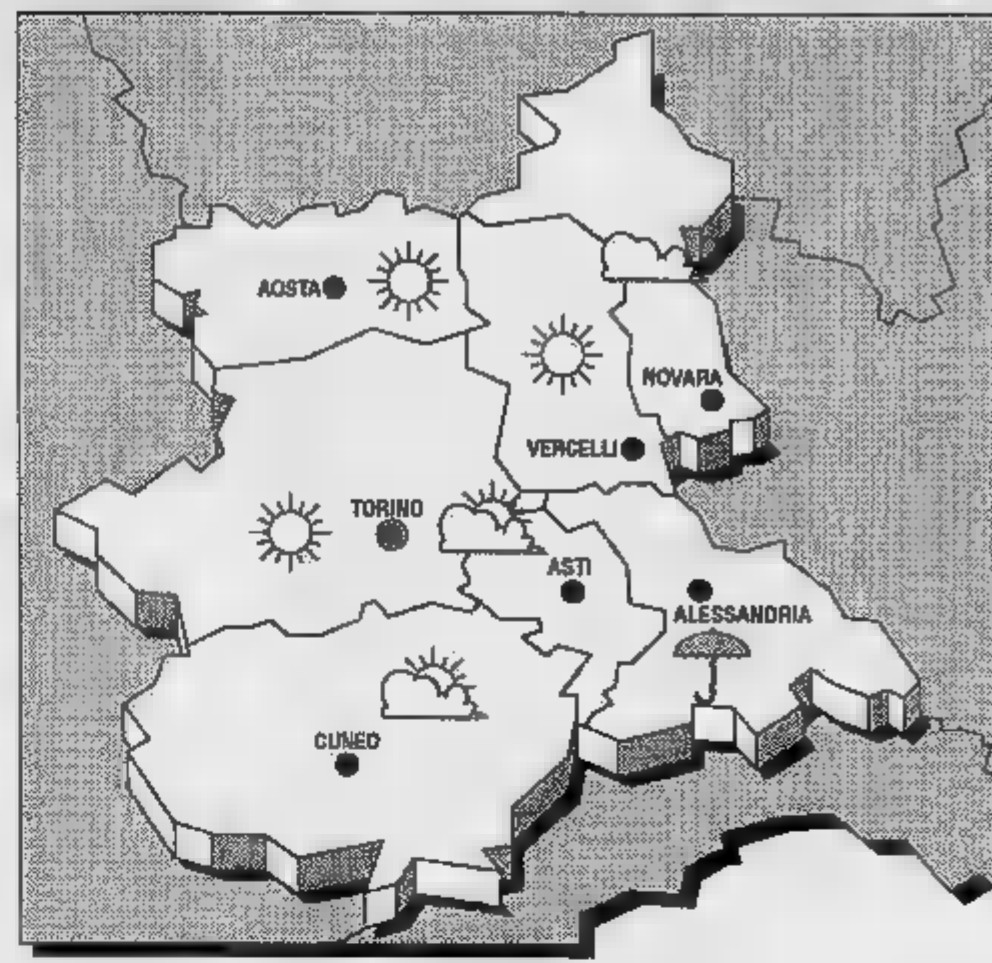 AOSTA
NOVARA
VERCELLI
TORINO
ASTI
ALESSANDRIA
CUNEO